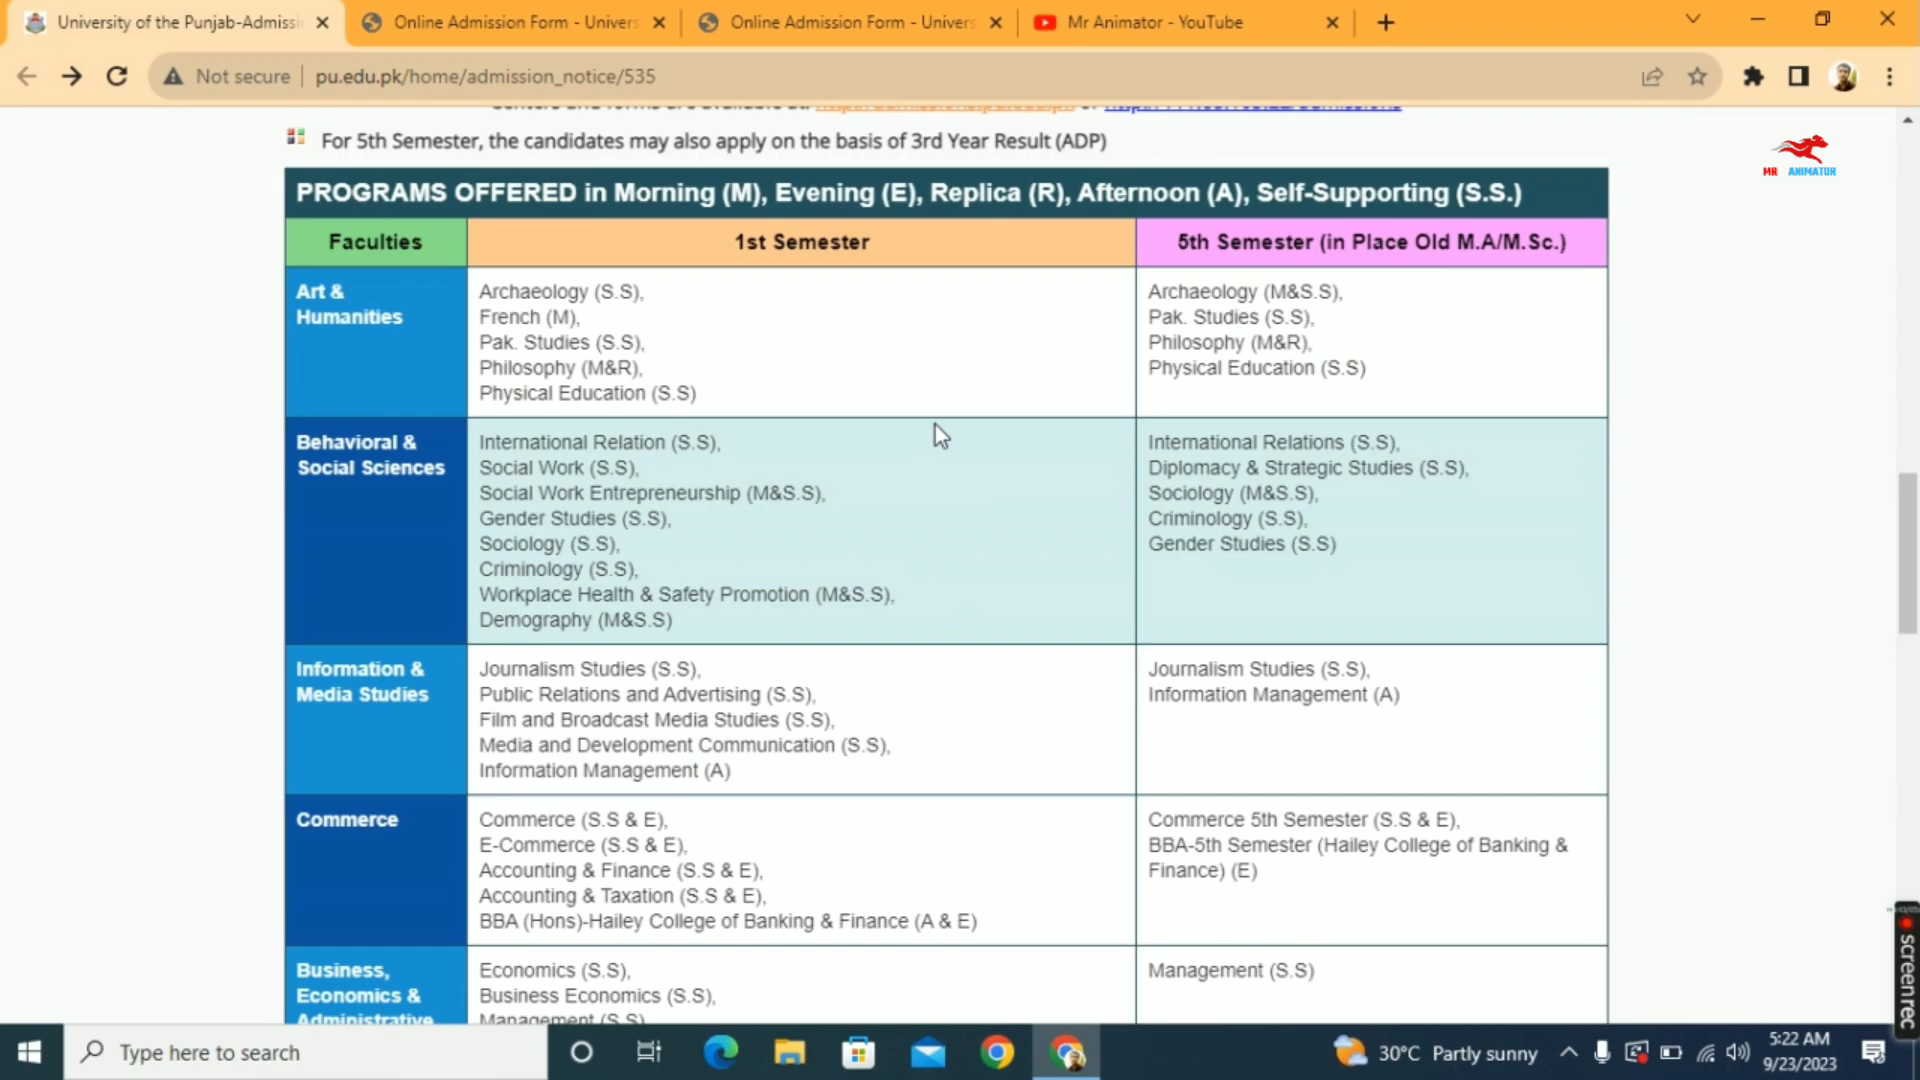 University of the Punjab-Admissi
Online Admission Form - Univers
Online Admission Form - Univers
Mr Animator - YouTube
Not secure
pu.edu.pk/home/admission_notice/535
MR ANIMATOR
For 5th Semester, the candidates may also apply on the basis of 3rd Year Result (ADP)
PROGRAMS OFFERED in Morning (M), Evening (E), Replica (R), Afternoon (A), Self-Supporting (S.S.)
Faculties
1st Semester
5th Semester (in Place Old M.A/M.Sc.)
Art &
Humanities
Archaeology (S.S),
French (M),
Pak. Studies (S.S),
Philosophy (M&R),
Physical Education (S.S)
Archaeology (M&S.S),
Pak. Studies (S.S),
Philosophy (M&R),
Physical Education (S.S)
Behavioral &
Social Sciences
International Relation (S.S),
Social Work (S.S),
Social Work Entrepreneurship (M&S.S),
Gender Studies (S.S),
Sociology (S.S),
Criminology (S.S),
Workplace Health & Safety Promotion (M&S.S),
Demography (M&S.S)
International Relations (S.S),
Diplomacy & Strategic Studies (S.S),
Sociology (M&S.S),
Criminology (S.S),
Gender Studies (S.S)
Information &
Media Studies
Journalism Studies (S.S),
Public Relations and Advertising (S.S),
Film and Broadcast Media Studies (S.S),
Media and Development Communication (S.S),
Information Management (A)
Journalism Studies (S.S),
Information Management (A)
Commerce
Commerce (S.S & E),
E-Commerce (S.S & E),
Accounting & Finance (S.S & E),
Accounting & Taxation (S.S & E),
BBA (Hons)-Hailey College of Banking & Finance (A & E)
Commerce 5th Semester (S.S & E),
BBA-5th Semester (Hailey College of Banking &
Finance) (E)
Business,
Economics &
Administrative
Economics (S.S),
Business Economics (S.S),
Management (S.S)
Management (S.S)
screenrec
Type here to search
30°C Partly sunny
5:22 AM
9/23/2023